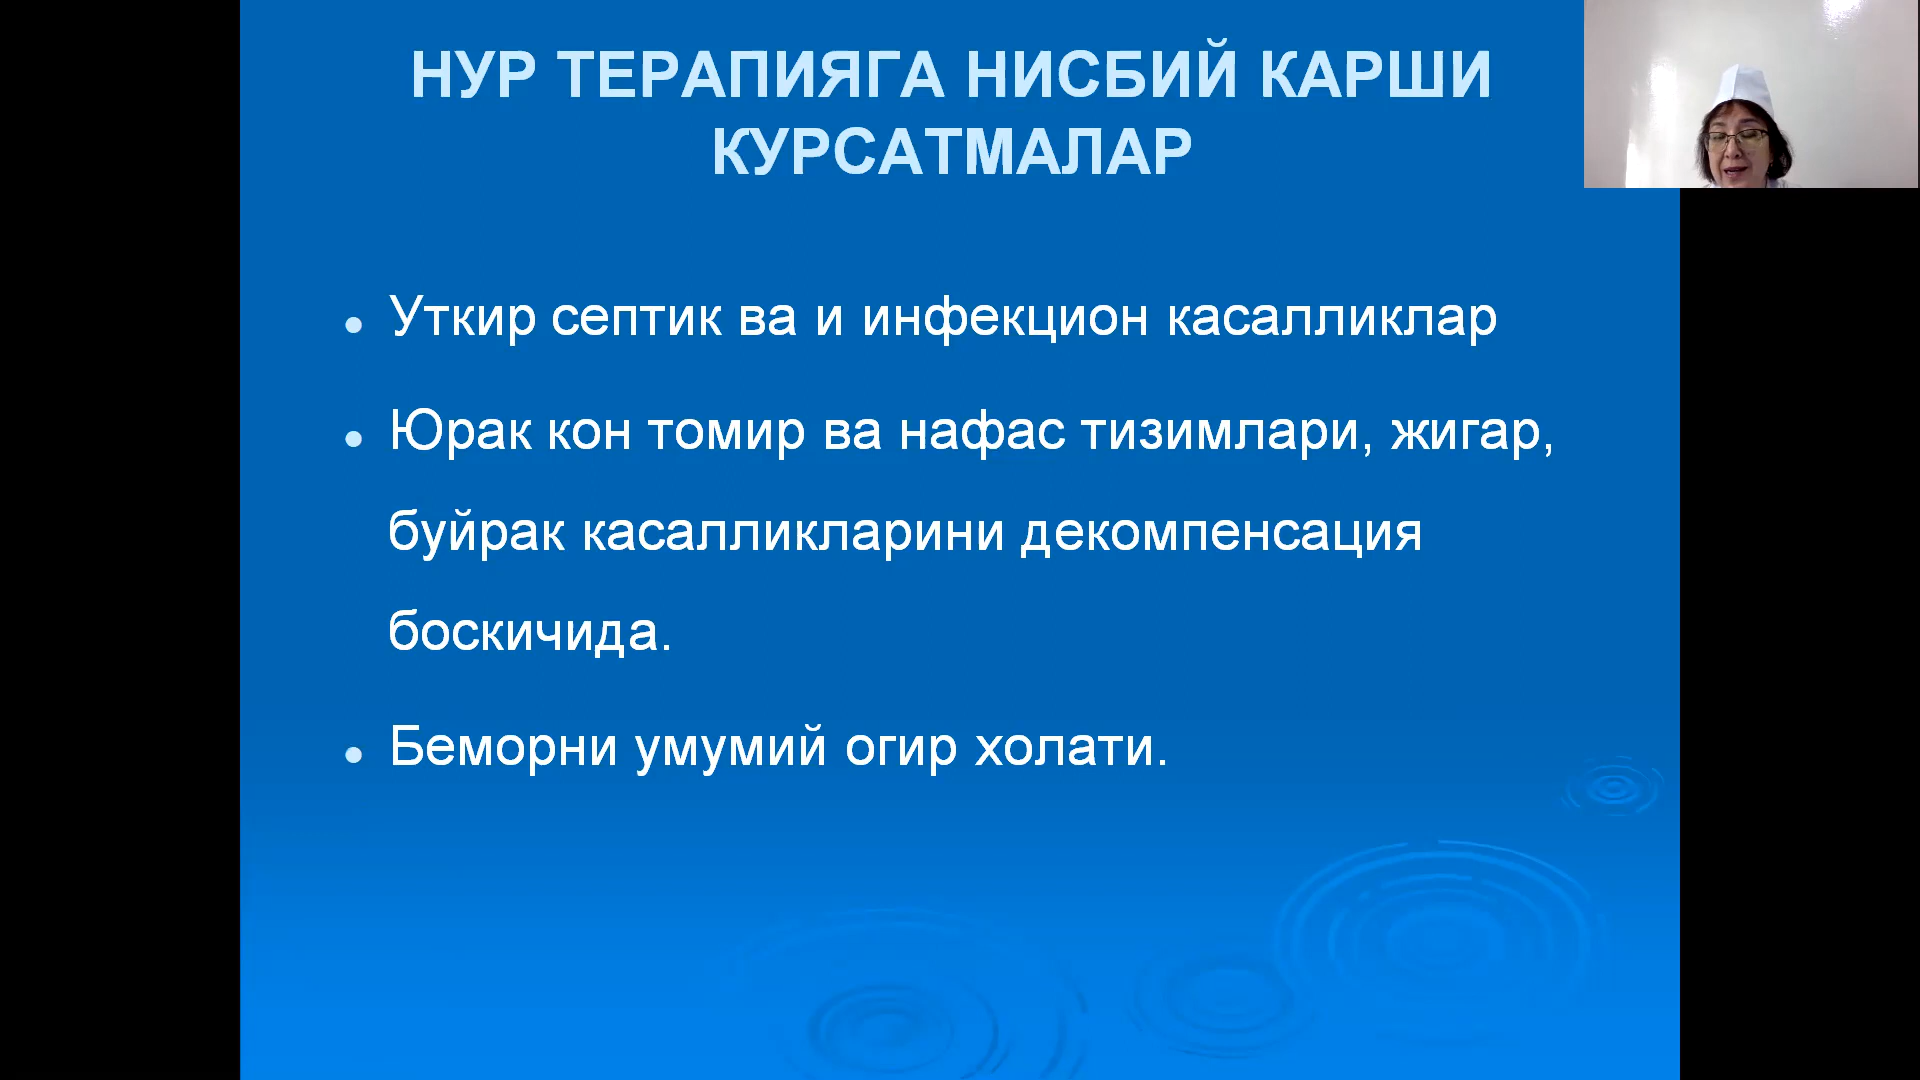 НУР ТЕРАПИЯГА НИСБИЙ КАРШИ
КУРСАТМАЛАР
• Уткир септик ва и инфекцион касалликлар
• Юрак кон томир ва нафас тизимлари, жигар,
буйрак касалликларини декомпенсация
боскичида.
• Беморни умумий огир холати.